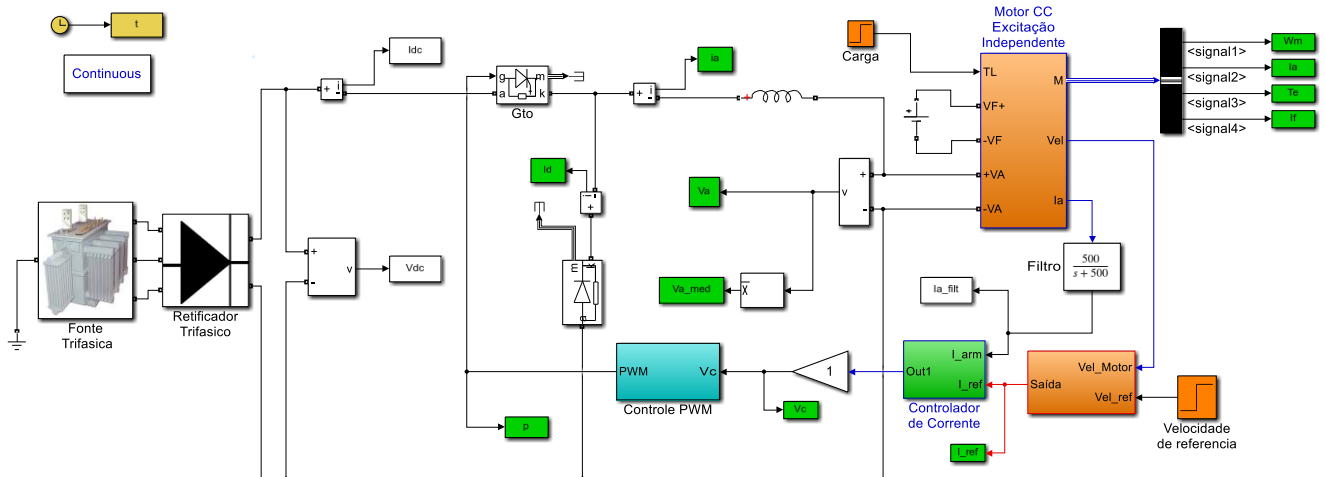 t
Continuous
Idc
+
i
-
g
m
a
k
Gto
+
i
-
ia
Carga
Motor CC
Excitação
Independente
TL
VF+
-VF
+VA
-VA
M
Vel
Ia
<signal1>
<signal2>
<signal3>
<signal4>
Wm
Ia
Te
If
Id
i
-
+
Va
v
+
-
Fonte
Trifasica
Retificador
Trifasico
+
-
v
Vdc
m
k
a
Va_med
x
Filtro
500
s + 500
Ia_filt
PWM
Vc
Controle PWM
1
Vc
Out1
I_arm
I_ref
Controlador
de Corrente
Saída
Vel_Motor
Vel_ref
Velocidade
de referencia
p
I_ref